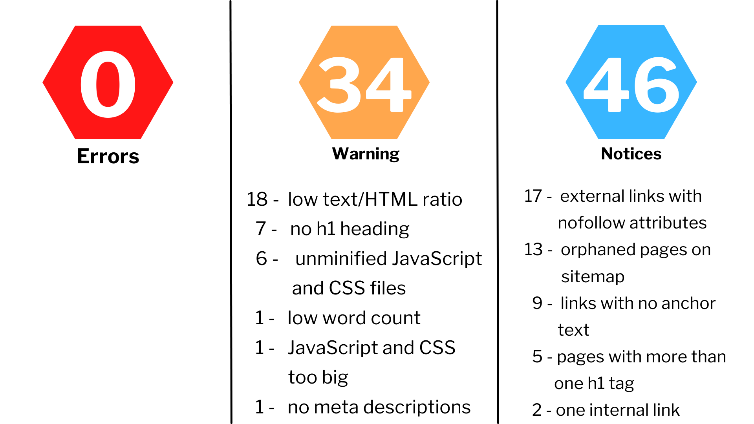 0
Errors
34
Warning
18 - low text/HTML ratio
7 - no h1 heading
6 - unminified JavaScript
and CSS files
1 - low word count
1 - JavaScript and CSS
too big
1 - no meta descriptions
46
Notices
17 - external links with
nofollow attributes
13 - orphaned pages on
sitemap
9 - links with no anchor
text
5 - pages with more than
one h1 tag
2 - one internal link